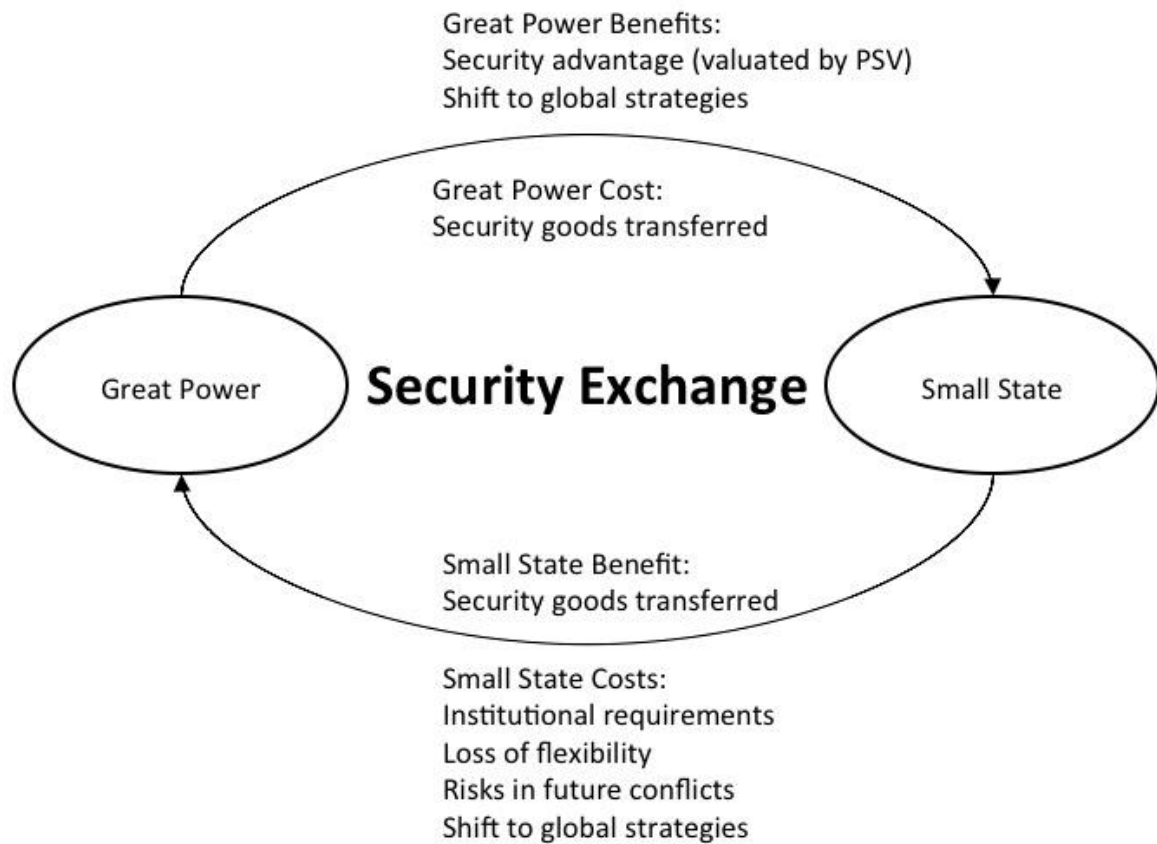 Great Power Benefits:
Security advantage (valuated by PSV)
Shift to global strategies
Great Power Cost:
Security goods transferred
Great Power
Security Exchange
Small State
Small State Benefit:
Security goods transferred
Small State Costs:
Institutional requirements
Loss of flexibility
Risks in future conflicts
Shift to global strategies